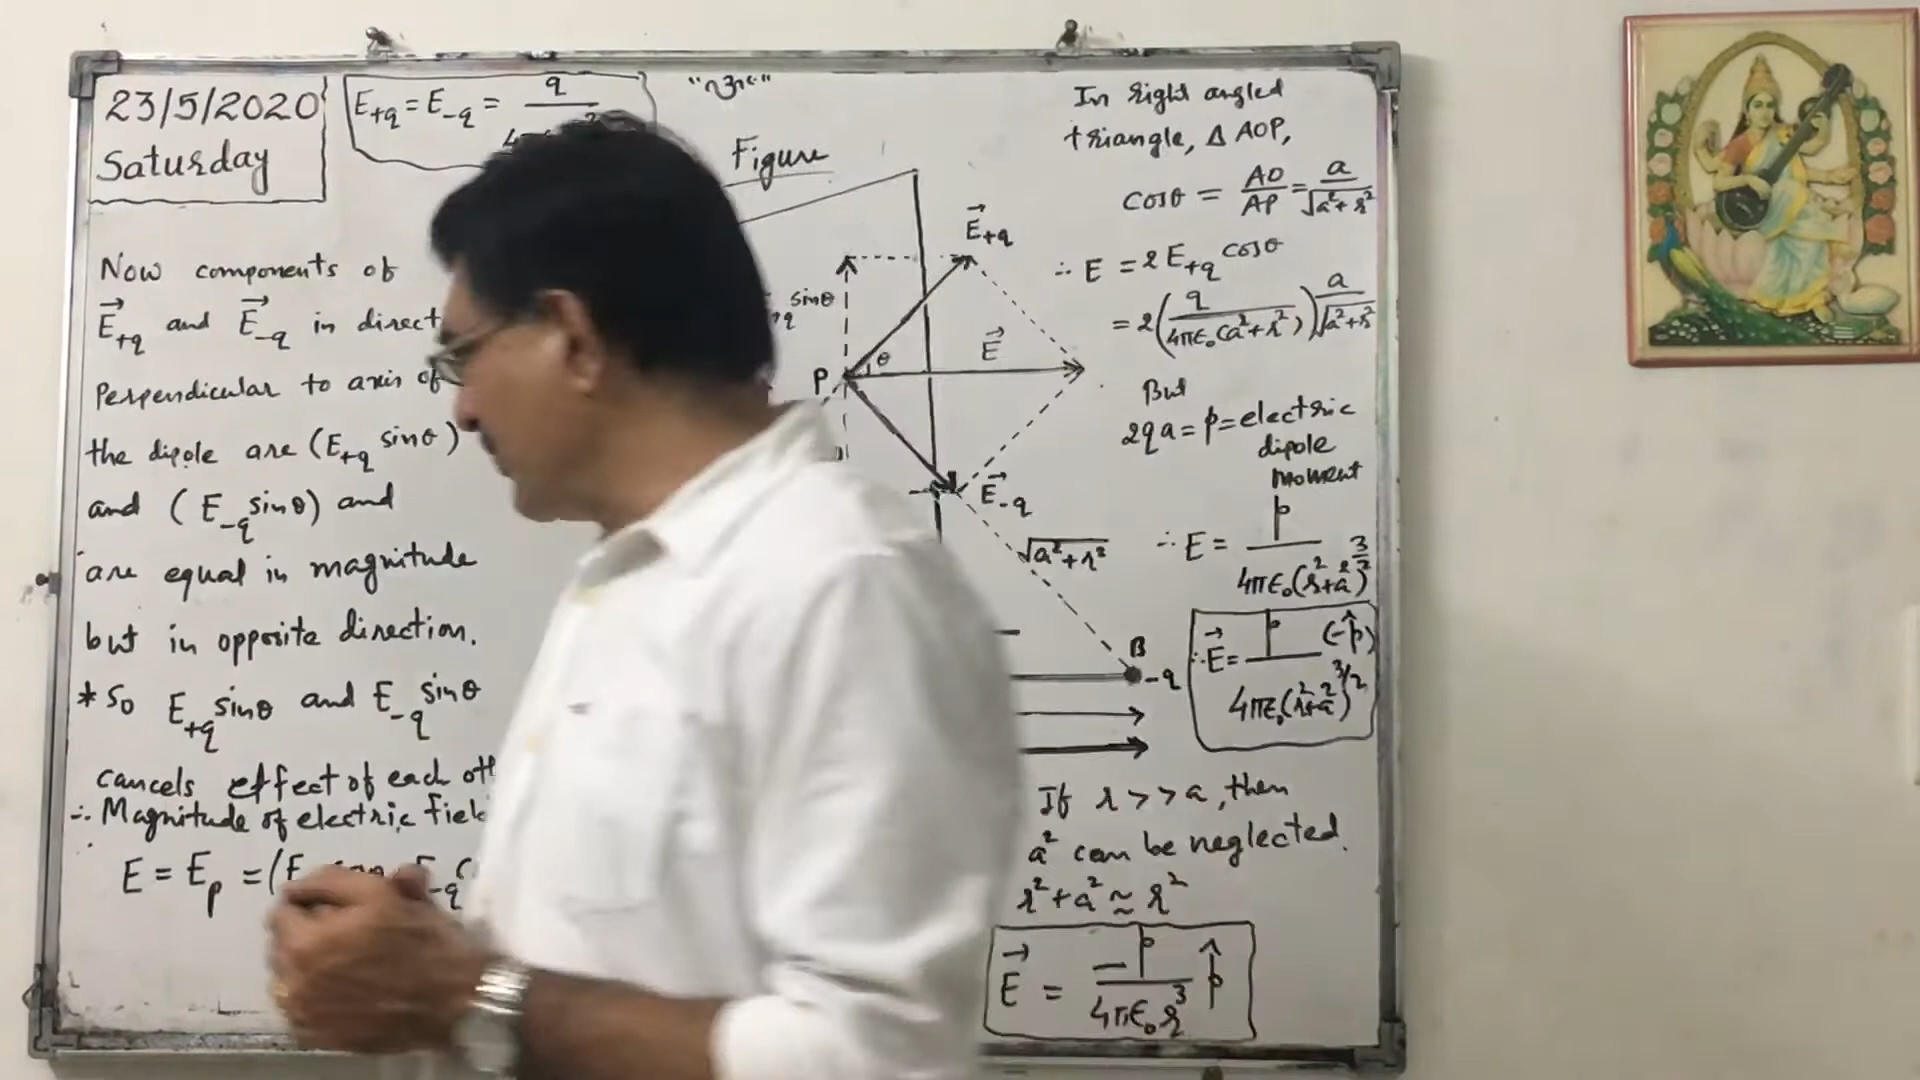 23/5/2020
Saturday
E+q = E-q = q
Now components of
E⃗+q and E⃗-q in direct
Perpendicular to axis of
the dipole are (E+q sinθ)
and (E-q sinθ) and
are equal in magnitude
but in opposite direction.
* So E+q sinθ and E-q sinθ
cancels effect of each oth
∴ Magnitude of electric fiel
E = Ep = (E
-q
Figure
E⃗+q
sinθ
q
P
θ
E⃗
E⃗-q
√a²+r²
B
-q
In right angled
triangle, Δ AOP,
cosθ = AO/AP = a/√a²+r²
∴ E = 2E+q cosθ
= 2(q/4πε₀(a²+r²)) a/√a²+r²
But
2qa = p = electric
dipole
moment
∴ E = p/4πε₀(r²+a²)^3/2
∴ E⃗ = p/4πε₀(r²+a²)^3/2 (-p̂)
If r >> a, then
a² can be neglected.
r²+a² ≈ r²
E⃗ = -p/4πε₀r³ p̂